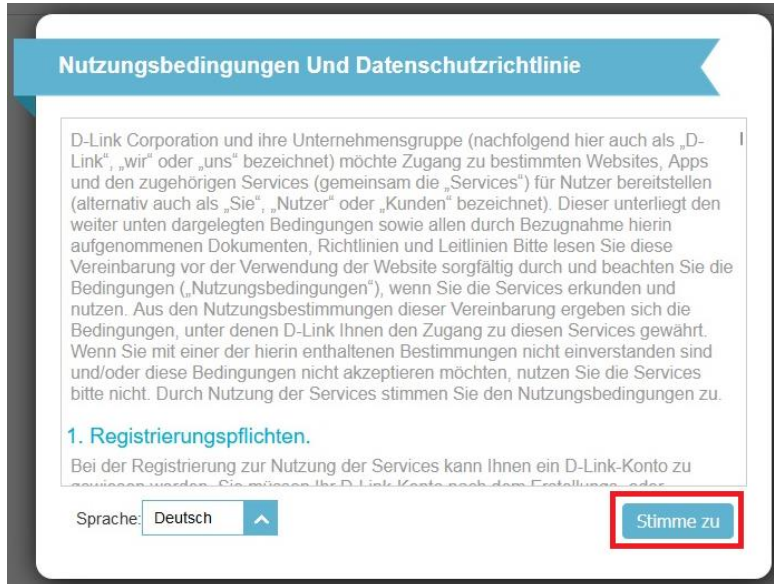 Nutzungsbedingungen Und Datenschutzrichtlinie
D-Link Corporation und ihre Unternehmensgruppe (nachfolgend hier auch als „D-
Link“, „wir“ oder „uns“ bezeichnet) möchte Zugang zu bestimmten Websites, Apps
und den zugehörigen Services (gemeinsam die „Services“) für Nutzer bereitstellen
(alternativ auch als „Sie“, „Nutzer“ oder „Kunden“ bezeichnet). Dieser unterliegt den
weiter unten dargelegten Bedingungen sowie allen durch Bezugnahme hierin
aufgenommenen Dokumenten, Richtlinien und Leitlinien Bitte lesen Sie diese
Vereinbarung vor der Verwendung der Website sorgfältig durch und beachten Sie die
Bedingungen („Nutzungsbedingungen“), wenn Sie die Services erkunden und
nutzen. Aus den Nutzungsbestimmungen dieser Vereinbarung ergeben sich die
Bedingungen, unter denen D-Link Ihnen den Zugang zu diesen Services gewährt.
Wenn Sie mit einer der hierin enthaltenen Bestimmungen nicht einverstanden sind
und/oder diese Bedingungen nicht akzeptieren möchten, nutzen Sie die Services
bitte nicht. Durch Nutzung der Services stimmen Sie den Nutzungsbedingungen zu.
1. Registrierungspflichten.
Bei der Registrierung zur Nutzung der Services kann Ihnen ein D-Link-Konto zu
Sprache: Deutsch
Stimme zu